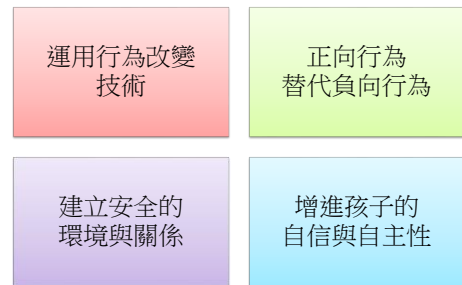 運用行為改變
技術
正向行為
替代負向行為
建立安全的
環境與關係
增進孩子的
自信與自主性